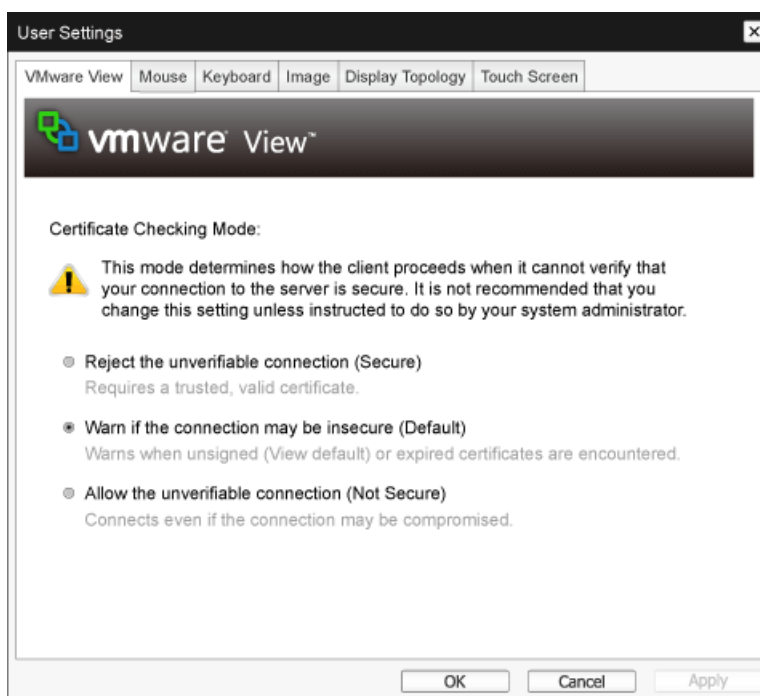 User Settings
VMware View Mouse Keyboard Image Display Topology Touch Screen
vmware View™
Certificate Checking Mode:
This mode determines how the client proceeds when it cannot verify that
your connection to the server is secure. It is not recommended that you
change this setting unless instructed to do so by your system administrator.
Reject the unverifiable connection (Secure)
Requires a trusted, valid certificate.
Warn if the connection may be insecure (Default)
Warns when unsigned (View default) or expired certificates are encountered.
Allow the unverifiable connection (Not Secure)
Connects even if the connection may be compromised.
OK Cancel Apply